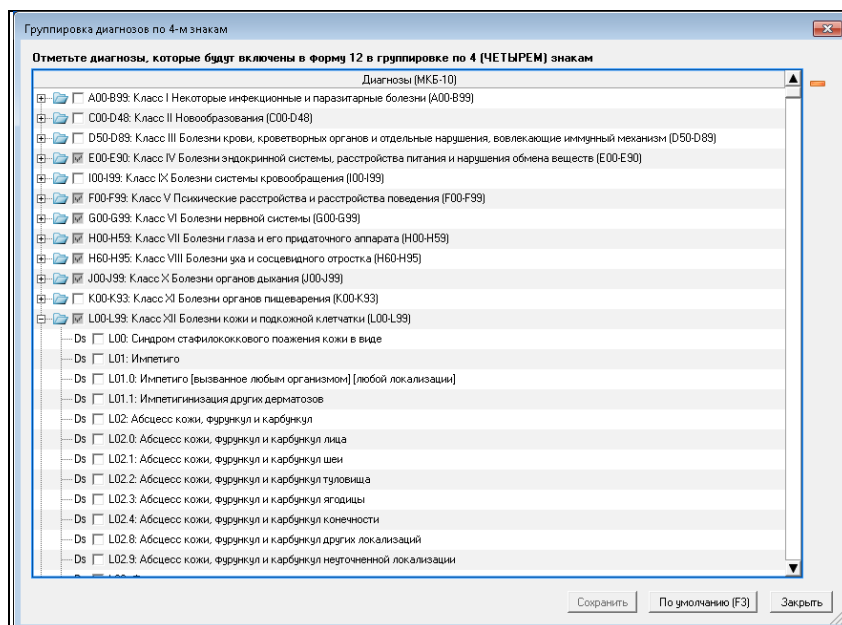 Группировка диагнозов по 4-м знакам
Отметьте диагнозы, которые будут включены в форму 12 в группировке по 4 (ЧЕТЫРЕМ) знакам
Диагнозы (МКБ-10)
A00-B99: Класс I Некоторые инфекционные и паразитарные болезни (A00-B99)
C00-D48: Класс II Новообразования (C00-D48)
D50-D89: Класс III Болезни крови, кроветворных органов и отдельные нарушения, вовлекающие иммунный механизм (D50-D89)
E00-E90: Класс IV Болезни эндокринной системы, расстройства питания и нарушения обмена веществ (E00-E90)
I00-I99: Класс IX Болезни системы кровообращения (I00-I99)
F00-F99: Класс V Психические расстройства и расстройства поведения (F00-F99)
G00-G99: Класс VI Болезни нервной системы (G00-G99)
H00-H59: Класс VII Болезни глаза и его придаточного аппарата (H00-H59)
H60-H95: Класс VIII Болезни уха и сосцевидного отростка (H60-H95)
J00-J99: Класс X Болезни органов дыхания (J00-J99)
K00-K93: Класс XI Болезни органов пищеварения (K00-K93)
L00-L99: Класс XII Болезни кожи и подкожной клетчатки (L00-L99)
Ds L00: Синдром стафилококкового поажения кожи в виде
Ds L01: Импетиго
Ds L01.0: Импетиго [вызванное любым организмом] [любой локализации]
Ds L01.1: Импетигинизация других дерматозов
Ds L02: Абсцесс кожи, фурункул и карбункул
Ds L02.0: Абсцесс кожи, фурункул и карбункул лица
Ds L02.1: Абсцесс кожи, фурункул и карбункул шеи
Ds L02.2: Абсцесс кожи, фурункул и карбункул туловища
Ds L02.3: Абсцесс кожи, фурункул и карбункул ягодицы
Ds L02.4: Абсцесс кожи, фурункул и карбункул конечности
Ds L02.8: Абсцесс кожи, фурункул и карбункул других локализаций
Ds L02.9: Абсцесс кожи, фурункул и карбункул неуточненной локализации
Сохранить По умолчанию (F3) Закрыть